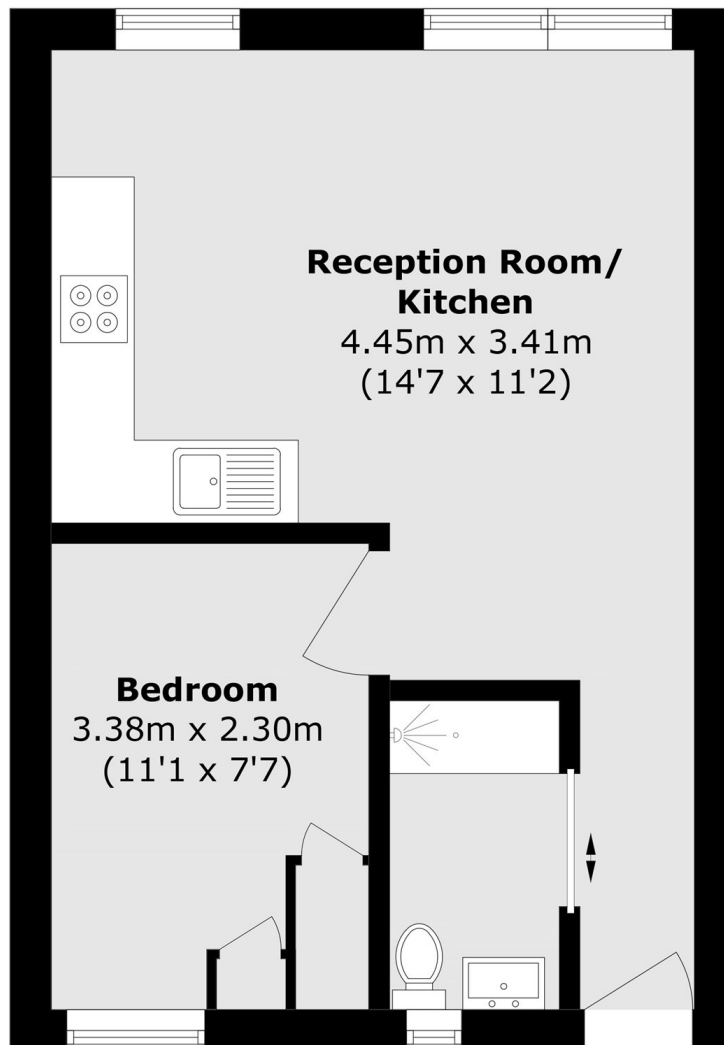 Reception Room/
Kitchen
4.45m x 3.41m
(14'7 x 11'2)
Bedroom
3.38m x 2.30m
(11'1 x 7'7)